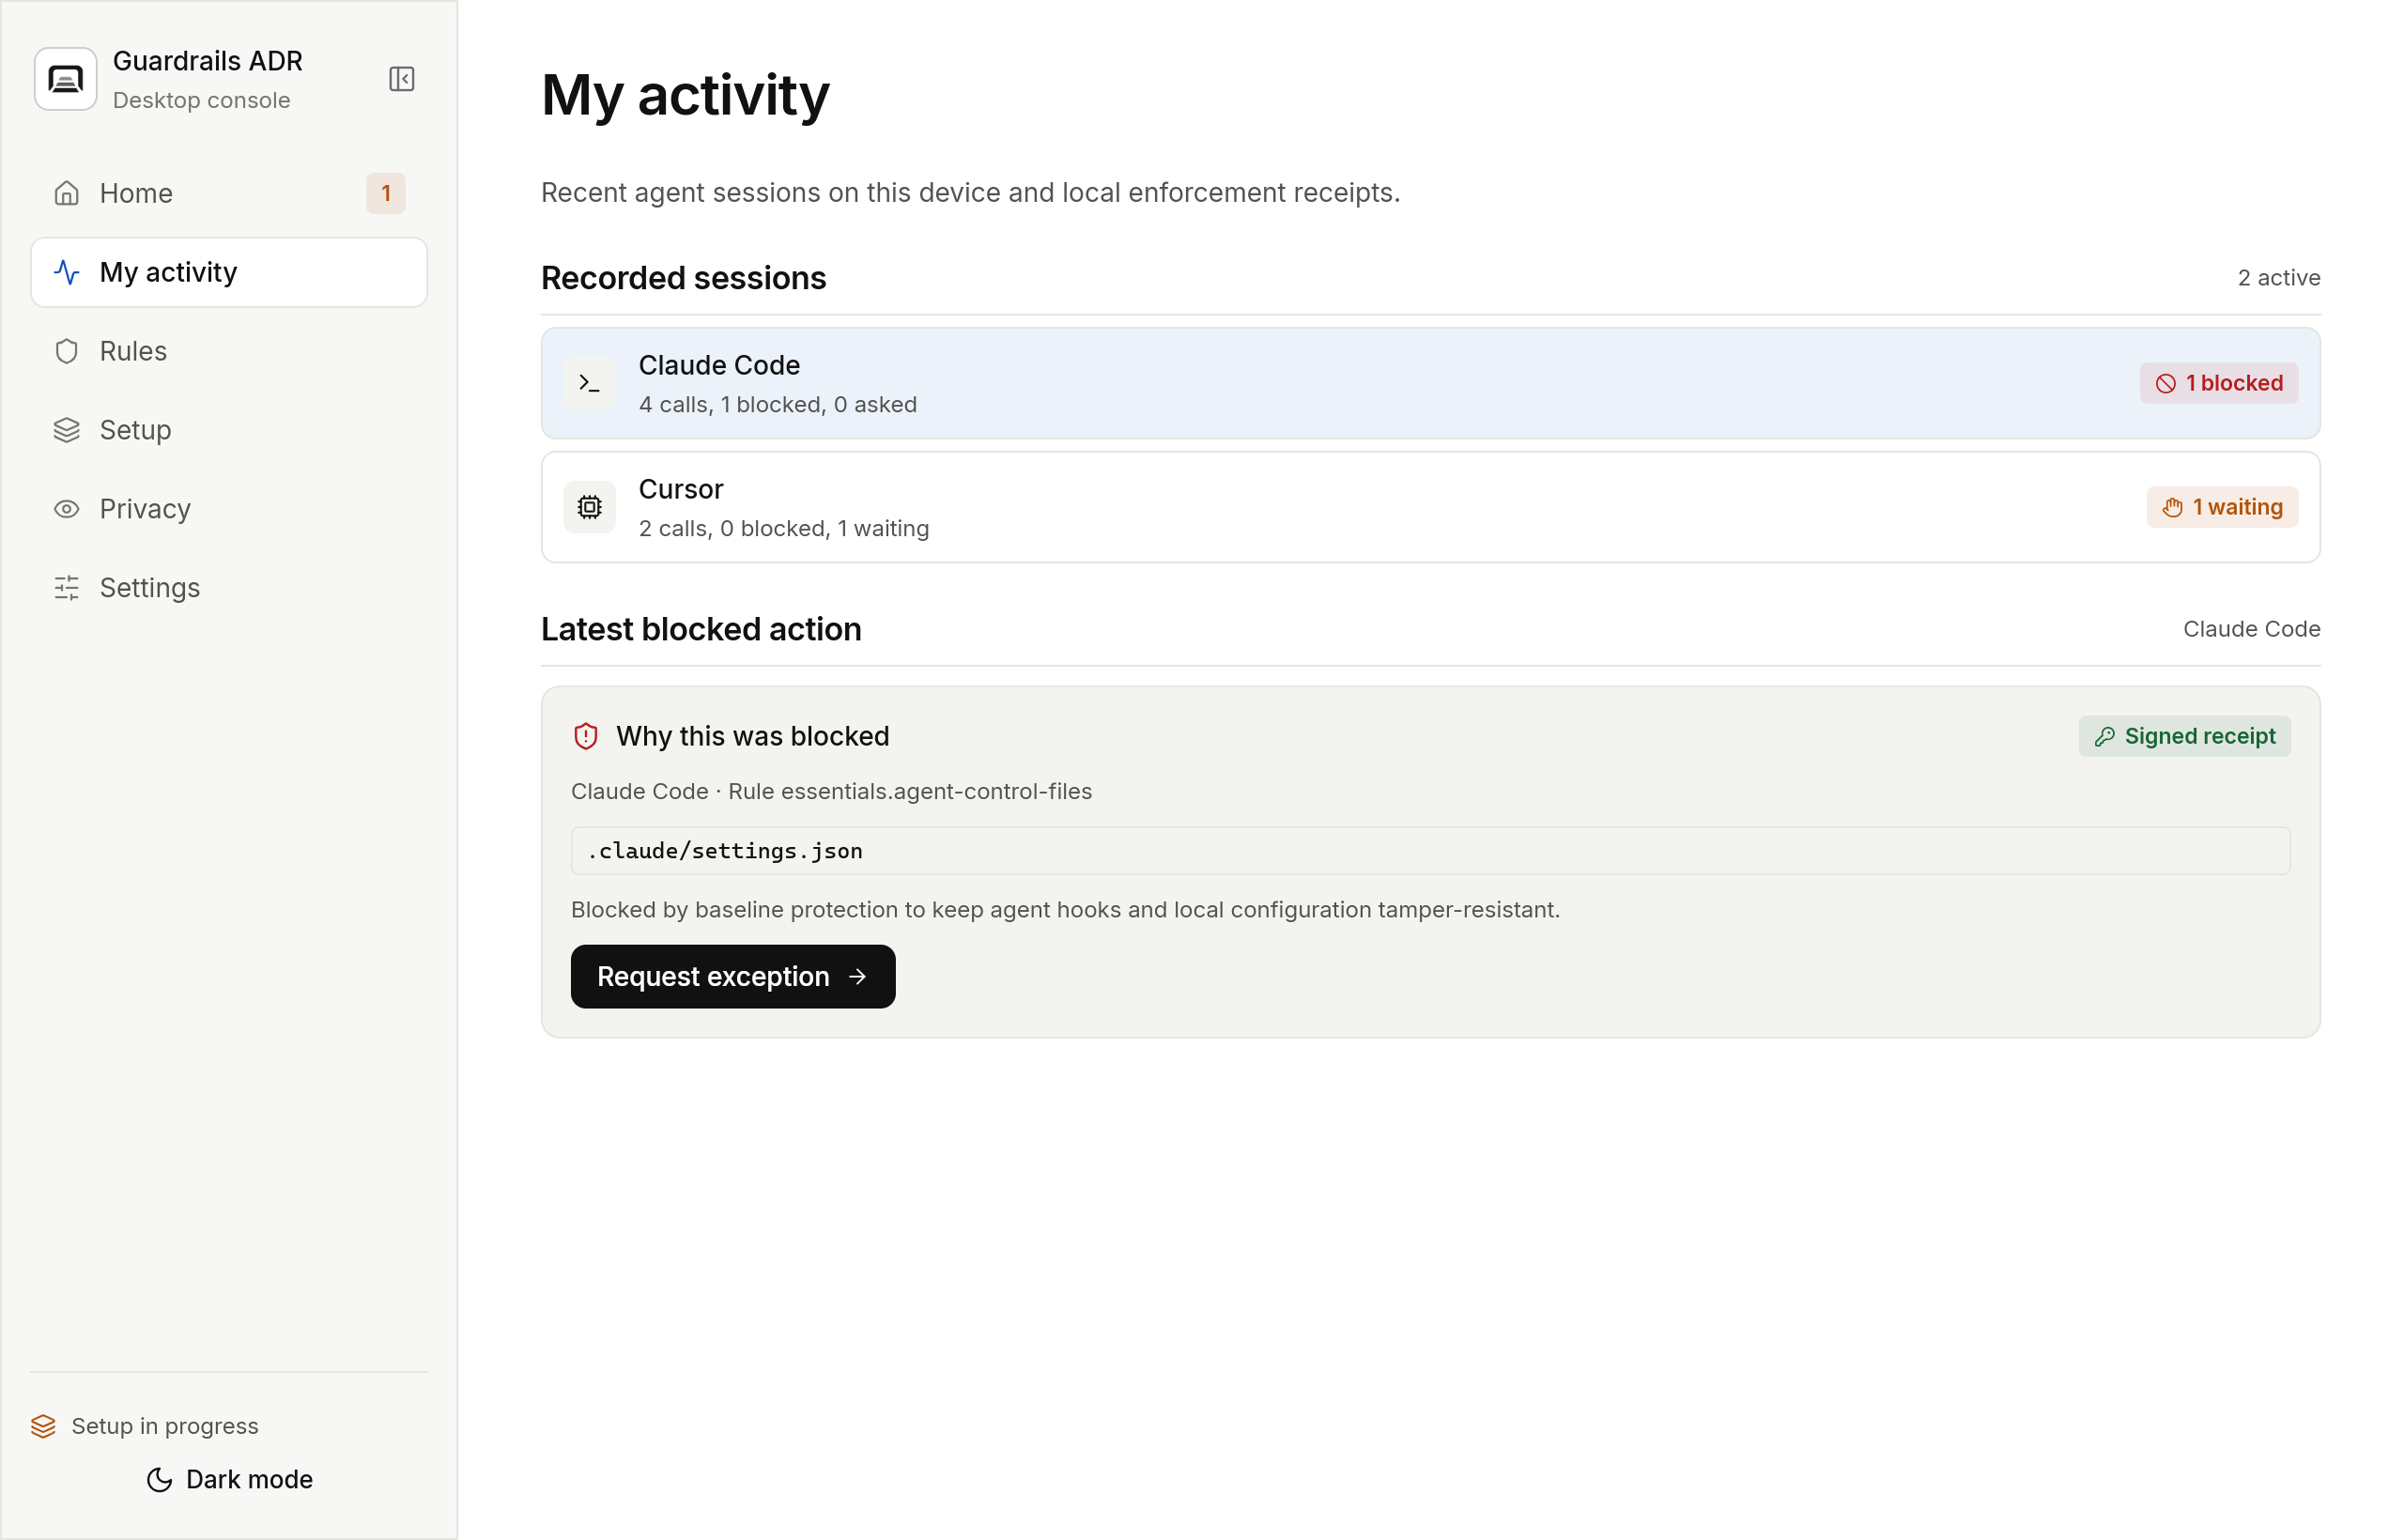 Guardrails ADR
Desktop console
Home 1
My activity
Rules
Setup
Privacy
Settings
Setup in progress
Dark mode
My activity
Recent agent sessions on this device and local enforcement receipts.
Recorded sessions 2 active
Claude Code
4 calls, 1 blocked, 0 asked
1 blocked
Cursor
2 calls, 0 blocked, 1 waiting
1 waiting
Latest blocked action Claude Code
Why this was blocked Signed receipt
Claude Code · Rule essentials.agent-control-files
.claude/settings.json
Blocked by baseline protection to keep agent hooks and local configuration tamper-resistant.
Request exception